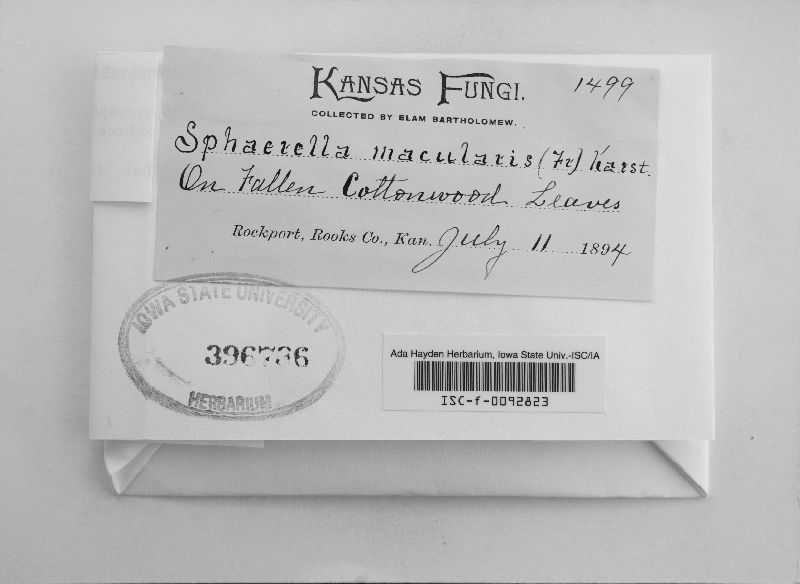 KANSAS FUNGI. 1499
COLLECTED BY ELAM BARTHOLOMEW.
Sphaerella macularis (Fr) Karst.
On Fallen Cottonwood Leaves
Rockport, Rooks Co., Kan. July 11 1894
IOWA STATE UNIVERSITY
396736
HERBARIUM
Ada Hayden Herbarium, Iowa State Univ.-ISC/IA
ISC-f-0092823